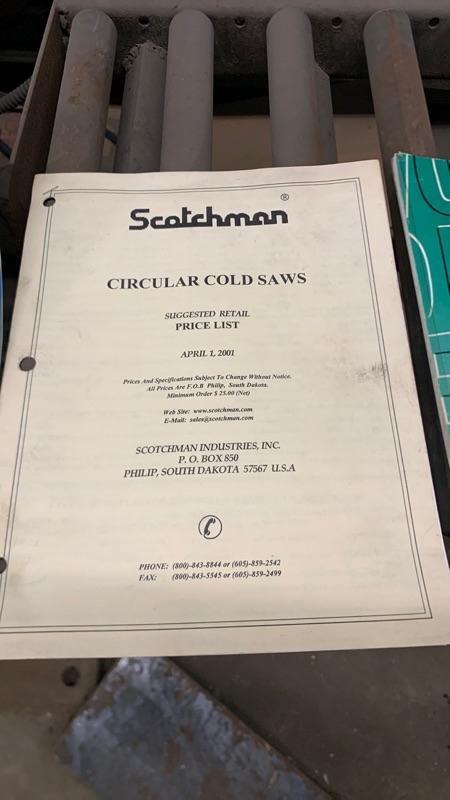 Scotchman®
CIRCULAR COLD SAWS
SUGGESTED RETAIL
PRICE LIST
APRIL 1, 2001
Prices And Specifications Subject To Change Without Notice.
All Prices are F.O.B Philip, South Dakota.
Minimum Order $ 25.00 (Net)
Web Site: www.scotchman.com
E-Mail: sales@scotchman.com
SCOTCHMAN INDUSTRIES, INC.
P. O. BOX 850
PHILIP, SOUTH DAKOTA 57567 U.S.A
PHONE: (800)-843-8844 or (605)-859-2542
FAX: (800)-843-5545 or (605)-859-2499